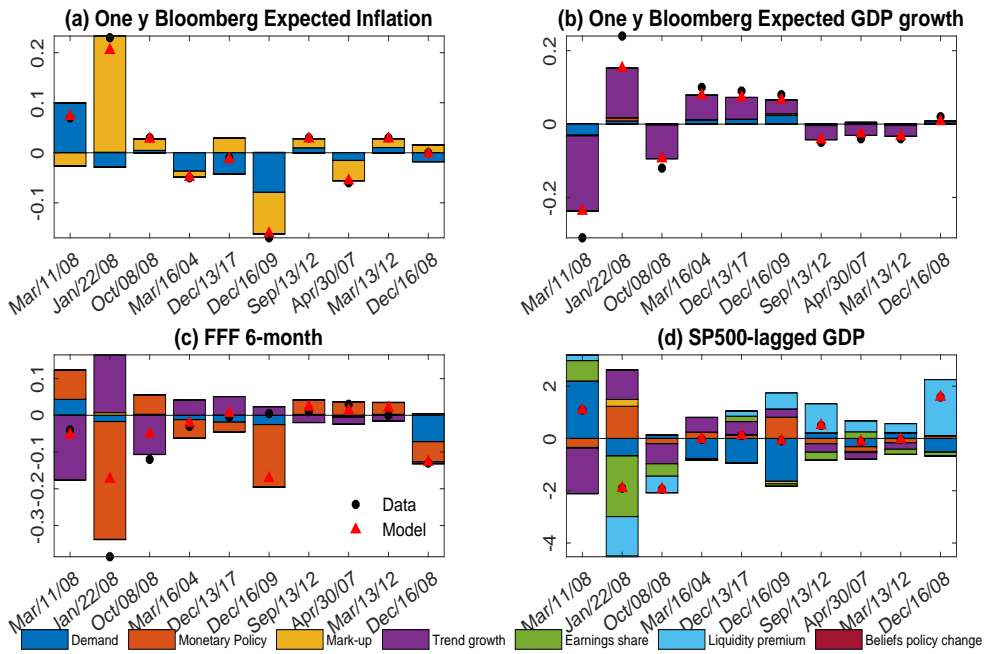 (a) One y Bloomberg Expected Inflation
0.2
0.1
0
-0.1
Mar/11/08
Jan/22/08
Oct/08/8
Mar/16/04
Dec/13/17
Dec/16/09
Sep/13/12
Apr/30/07
Mar/13/12
Dec/16/08
(b) One y Bloomberg Expected GDP growth
0.2
0
-0.2
Mar/11/08
Jan/22/08
Oct/08/8
Mar/16/04
Dec/13/17
Dec/16/09
Sep/13/12
Apr/30/07
Mar/13/12
Dec/16/08
(c) FFF 6-month
0.1
0
-0.1
-0.2
-0.3
Data
Model
Mar/11/08
Jan/22/08
Oct/08/8
Mar/16/04
Dec/13/17
Dec/16/09
Sep/13/12
Apr/30/07
Mar/13/12
Dec/16/08
(d) SP500-lagged GDP
2
0
-2
-4
Mar/11/08
Jan/22/08
Oct/08/8
Mar/16/04
Dec/13/17
Dec/16/09
Sep/13/12
Apr/30/07
Mar/13/12
Dec/16/08
Demand Monetary Policy Mark-up Trend growth Earnings share Liquidity premium Beliefs policy change